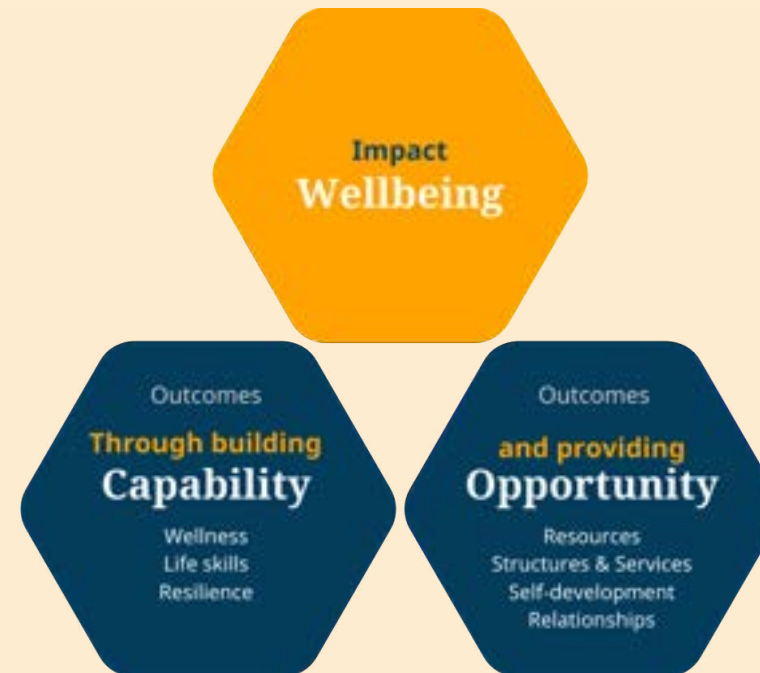 Impact
Wellbeing
Outcomes
Through building
Capability
Wellness
Life skills
Resilience
Outcomes
and providing
Opportunity
Resources
Structures & Services
Self-development
Relationships